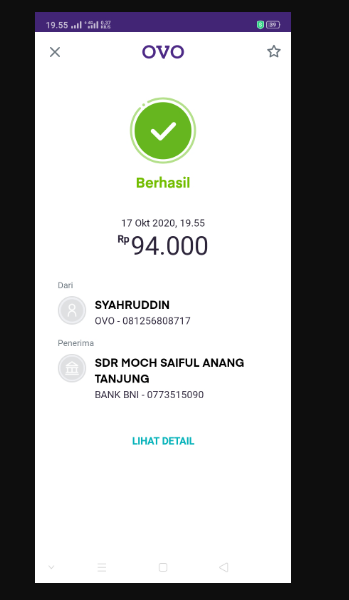 19.55
OVO
Berhasil
17 Okt 2020, 19.55
Rp 94.000
Dari
SYAHRUDDIN
OVO - 081256808717
Penerima
SDR MOCH SAIFUL ANANG
TANJUNG
BANK BNI - 0773515090
LIHAT DETAIL